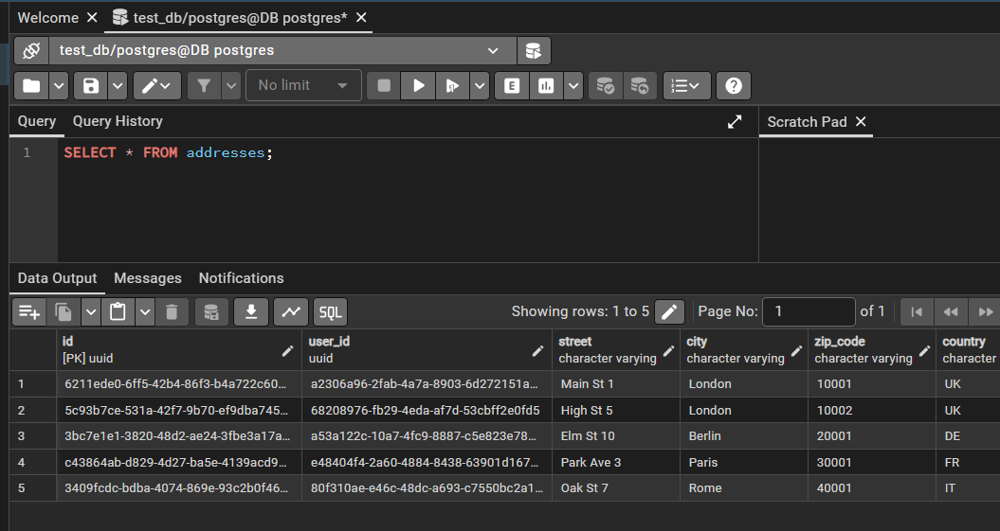 Welcome
test_db/postgres@DB postgres*
test_db/postgres@DB postgres
No limit
E
Query
Query History
Scratch Pad
1
SELECT * FROM addresses;
Data Output
Messages
Notifications
SQL
Showing rows: 1 to 5
Page No:
1
of 1
id user_id street city zip_code country
[PK] uuid uuid character varying character varying character varying character
1 6211ede0-6ff5-42b4-86f3-b4a722c60... a2306a96-2fab-4a7a-8903-6d272151a... Main St 1 London 10001 UK
2 5c93b7ce-531a-42f7-9b70-ef9dba745... 68208976-fb29-4eda-af7d-53cbff2e0fd5 High St 5 London 10002 UK
3 3bc7e1e1-3820-48d2-ae24-3fbe3a17a... a53a122c-10a7-4fc9-8887-c5e823e78... Elm St 10 Berlin 20001 DE
4 c43864ab-d829-4d27-ba5e-4139acd9... e48404f4-2a60-4884-8438-63901d167... Park Ave 3 Paris 30001 FR
5 3409fcdc-bdba-4074-869e-93c2b0f46... 80f310ae-e46c-48dc-a693-c7550bc2a1... Oak St 7 Rome 40001 IT